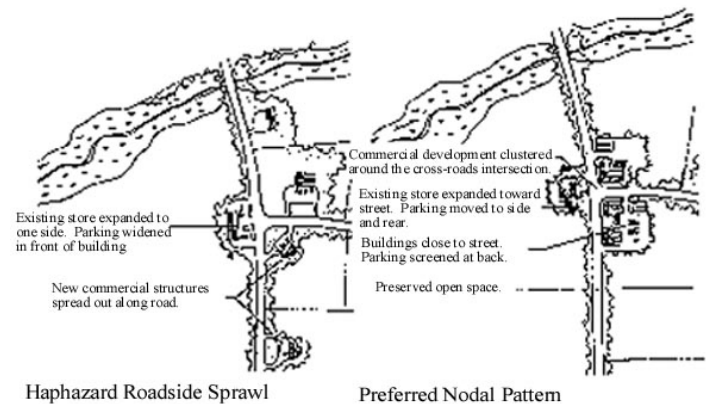 Commercial development clustered
around the cross-roads intersection.
Existing store expanded toward
street. Parking moved to side
and rear.
Existing store expanded to
one side. Parking widened
in front of building
Buildings close to street.
Parking screened at back.
New commercial structures
spread out along road.
Preserved open space.
Haphazard Roadside Sprawl
Preferred Nodal Pattern